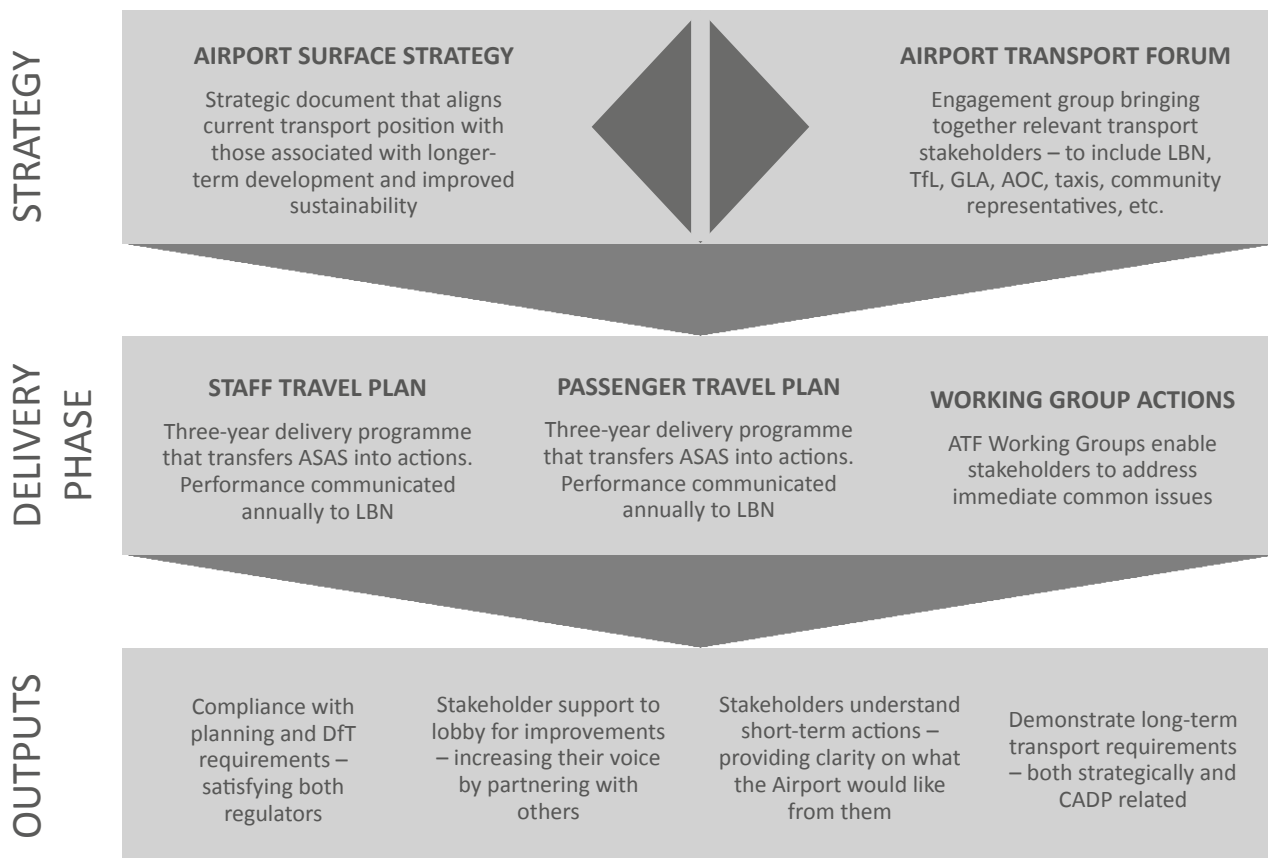 STRATEGY
AIRPORT SURFACE STRATEGY
Strategic document that aligns
current transport position with
those associated with longer-
term development and improved
sustainability
AIRPORT TRANSPORT FORUM
Engagement group bringing
together relevant transport
stakeholders – to include LBN,
TfL, GLA, AOC, taxis, community
representatives, etc.
DELIVERY
PHASE
STAFF TRAVEL PLAN
Three-year delivery programme
that transfers ASAS into actions.
Performance communicated
annually to LBN
PASSENGER TRAVEL PLAN
Three-year delivery programme
that transfers ASAS into actions.
Performance communicated
annually to LBN
WORKING GROUP ACTIONS
ATF Working Groups enable
stakeholders to address
immediate common issues
OUTPUTS
Compliance with
planning and DfT
requirements –
satisfying both
regulators
Stakeholder support to
lobby for improvements
– increasing their voice
by partnering with
others
Stakeholders understand
short-term actions –
providing clarity on what
the Airport would like
from them
Demonstrate long-term
transport requirements
– both strategically and
CADP related